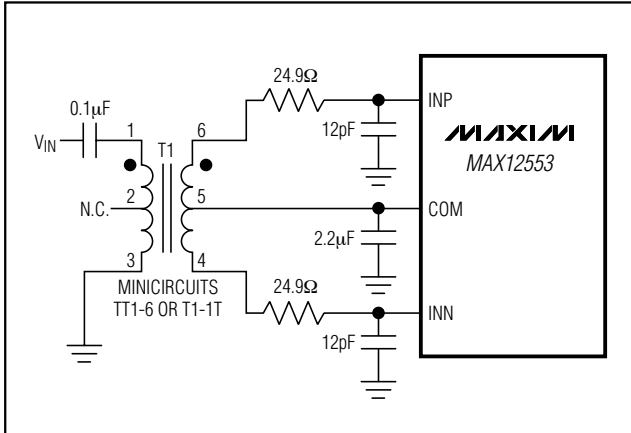 24.9Ω
0.1μF
1
6
INP
VIN
T1
12pF
MAXIM
MAX12553
N.C.
2
5
COM
2.2μF
3
4
MINICIRCUITS
TT1-6 OR T1-1T
24.9Ω
INN
12pF